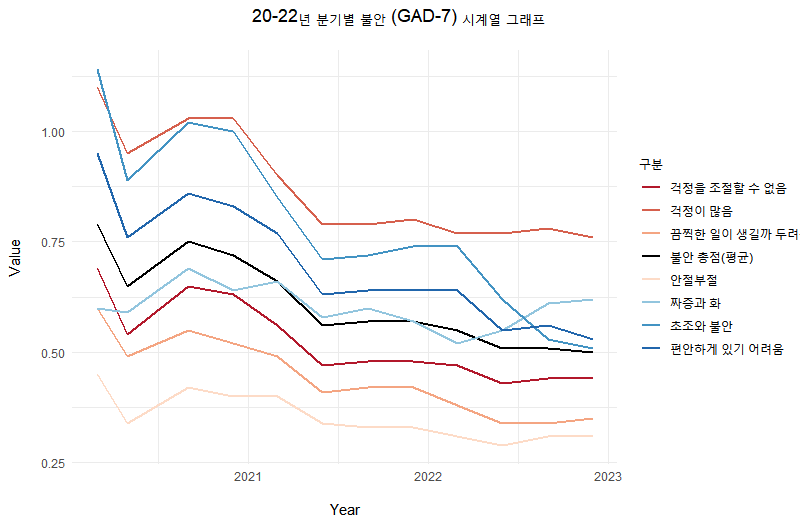 20-22년 분기별 불안 (GAD-7) 시계열 그래프
Value
1.00
0.75
0.50
0.25
2021
2022
2023
Year
구분
걱정을 조절할 수 없음
걱정이 많음
끔찍한 일이 생길까 두려
불안 총점(평균)
안절부절
짜증과 화
초조와 불안
편안하게 있기 어려움